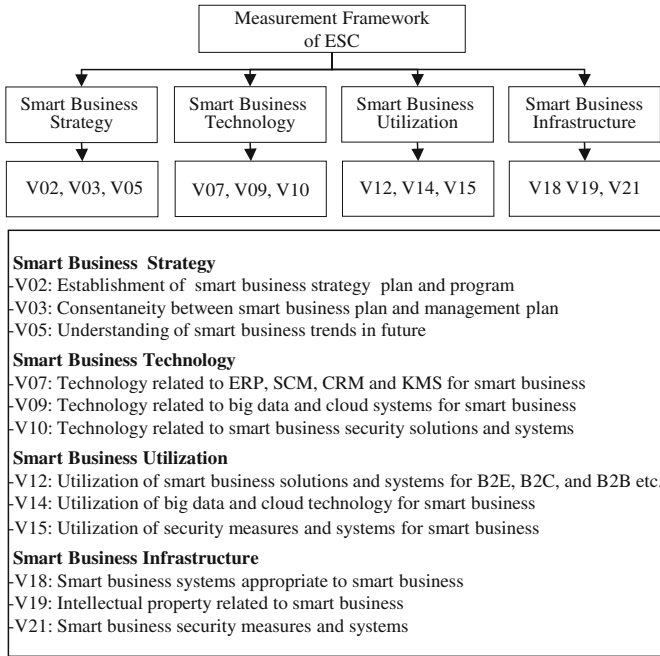 Measurement Framework
of ESC
Smart Business
Strategy
Smart Business
Technology
Smart Business
Utilization
Smart Business
Infrastructure
V02, V03, V05
V07, V09, V10
V12, V14, V15
V18 V19, V21
Smart Business Strategy
-V02: Establishment of smart business strategy plan and program
-V03: Consentaneity between smart business plan and management plan
-V05: Understanding of smart business trends in future
Smart Business Technology
-V07: Technology related to ERP, SCM, CRM and KMS for smart business
-V09: Technology related to big data and cloud systems for smart business
-V10: Technology related to smart business security solutions and systems
Smart Business Utilization
-V12: Utilization of smart business solutions and systems for B2E, B2C, and B2B etc.
-V14: Utilization of big data and cloud technology for smart business
-V15: Utilization of security measures and systems for smart business
Smart Business Infrastructure
-V18: Smart business systems appropriate to smart business
-V19: Intellectual property related to smart business
-V21: Smart business security measures and systems